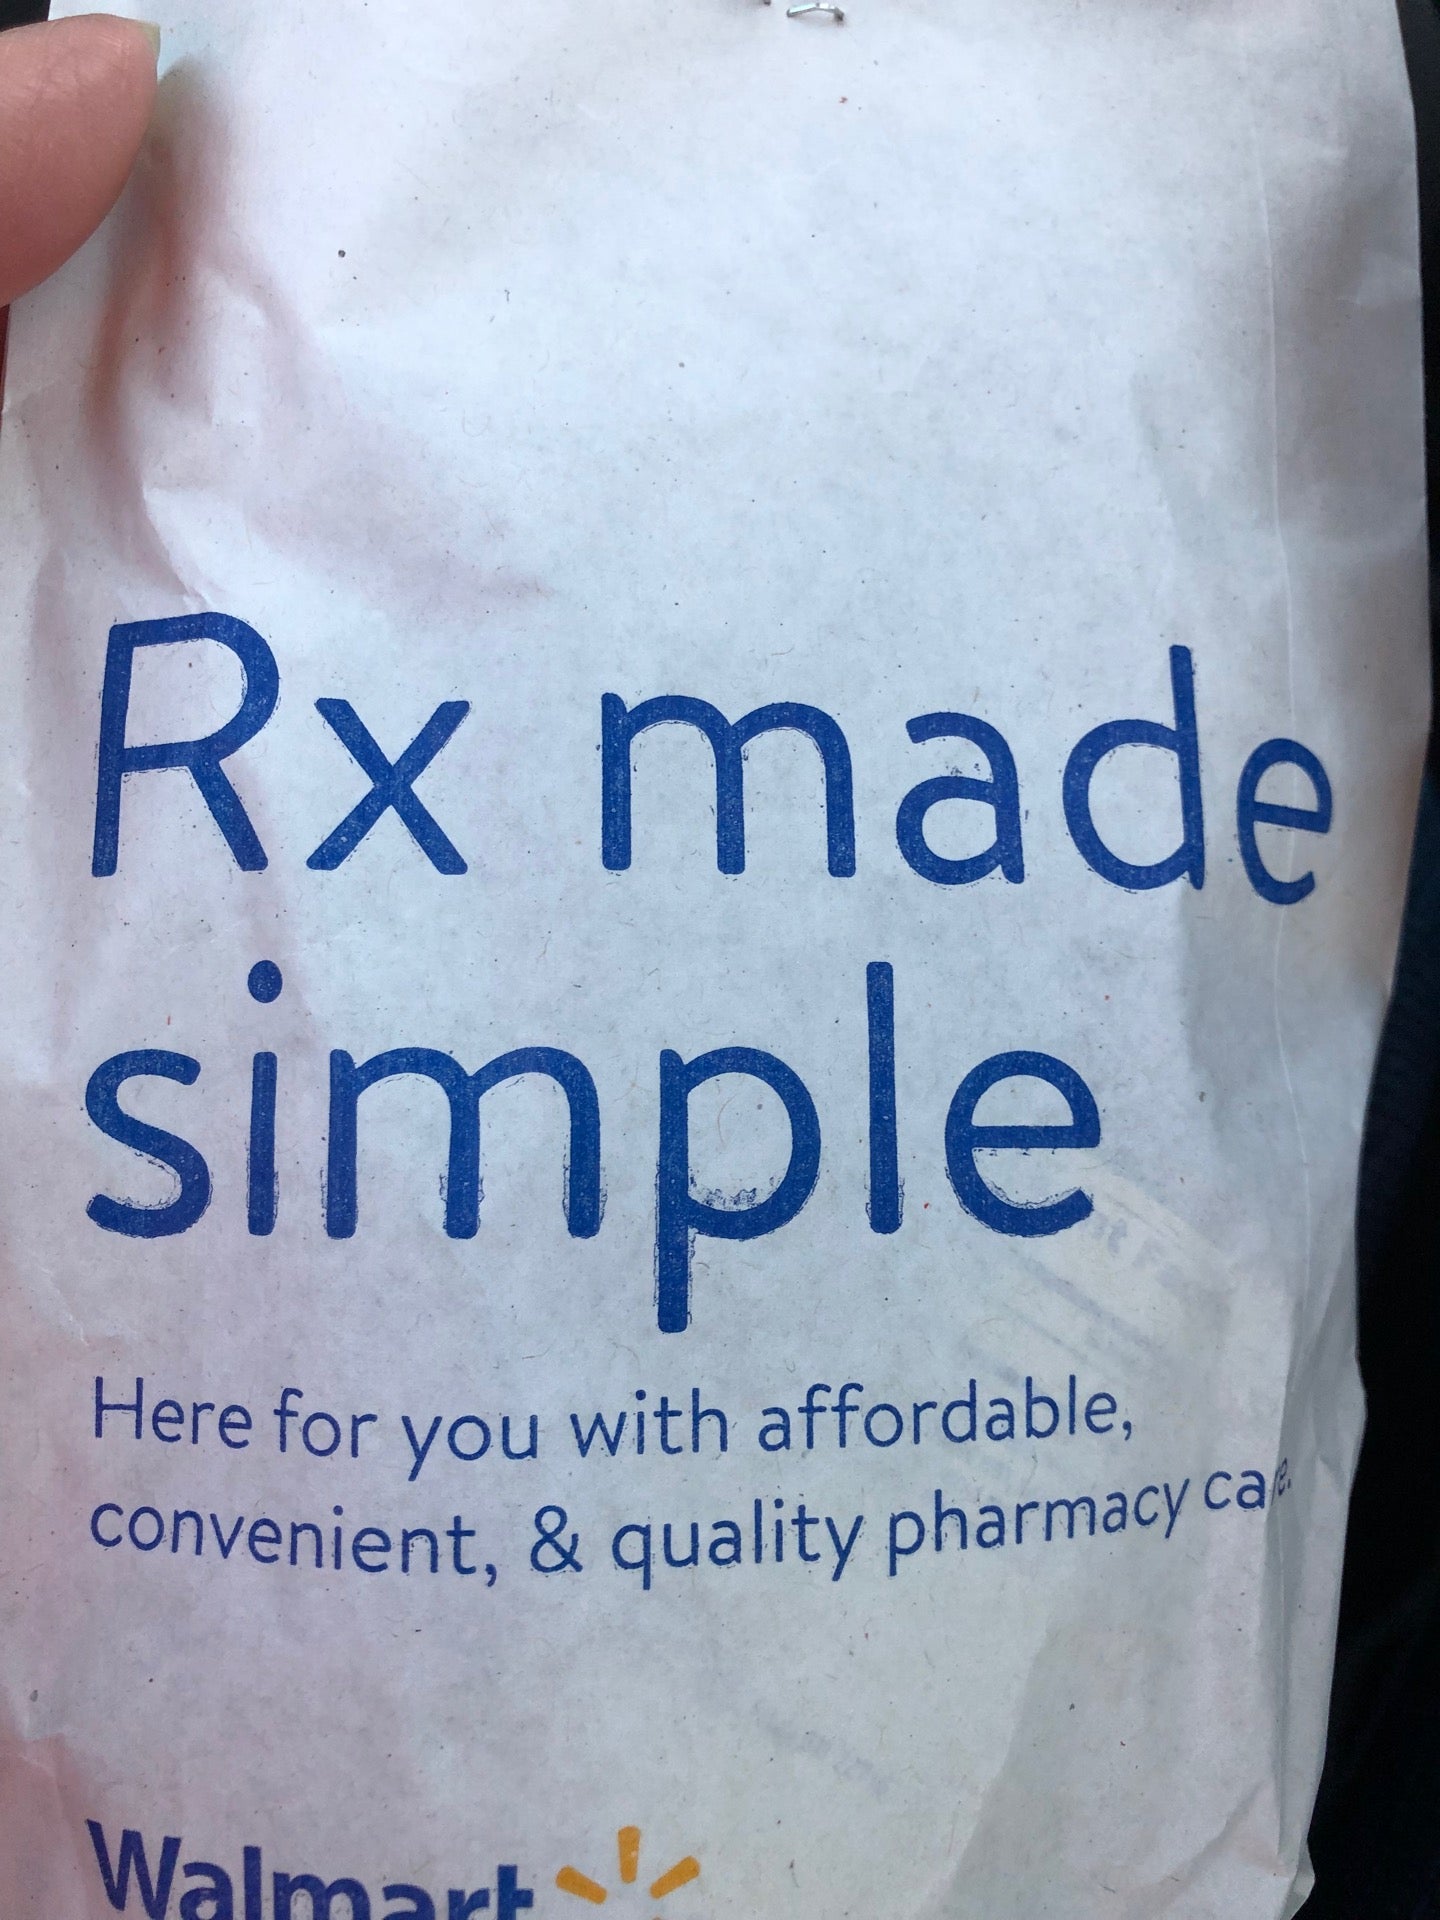 Rx made
simple
Here for you with affordable,
convenient, & quality pharmacy care.
Walmart